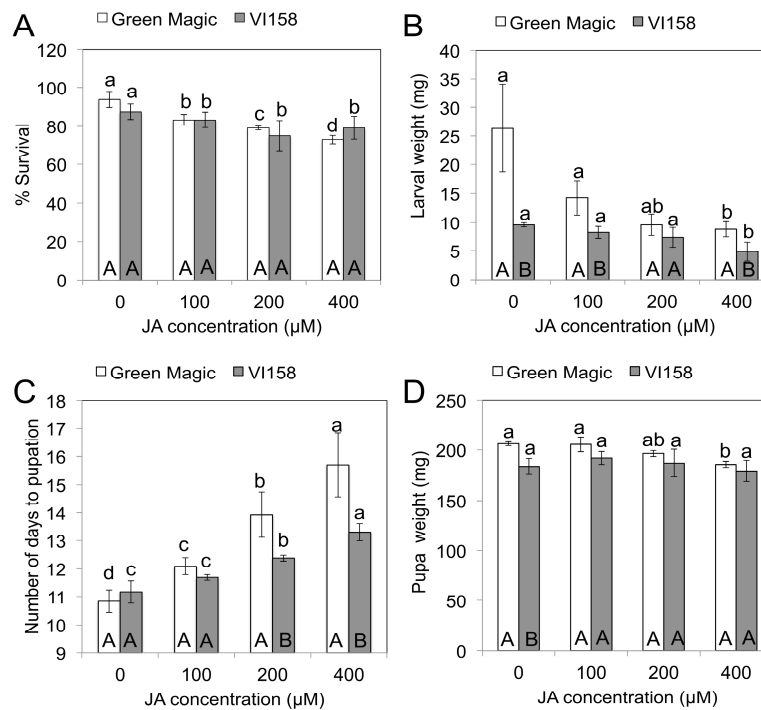 A
Green Magic VI158
120
100
80
60
40
20
0
% Survival
a a b b c b d b
A A A A A A A A
0 100 200 400
JA concentration (µM)
B
Green Magic VI158
40
35
30
25
20
15
10
5
0
Larval weight (mg)
a a a a ab a b b
A B A B A A A B
0 100 200 400
JA concentration (µM)
C
Green Magic VI158
18
17
16
15
14
13
12
11
10
9
Number of days to pupation
d c c c b b a a
A A A A A B A B
0 100 200 400
JA concentration (µM)
D
Green Magic VI158
250
200
150
100
50
0
Pupa weight (mg)
a a a a ab a b a
A B A A A A A A
0 100 200 400
JA concentration (µM)